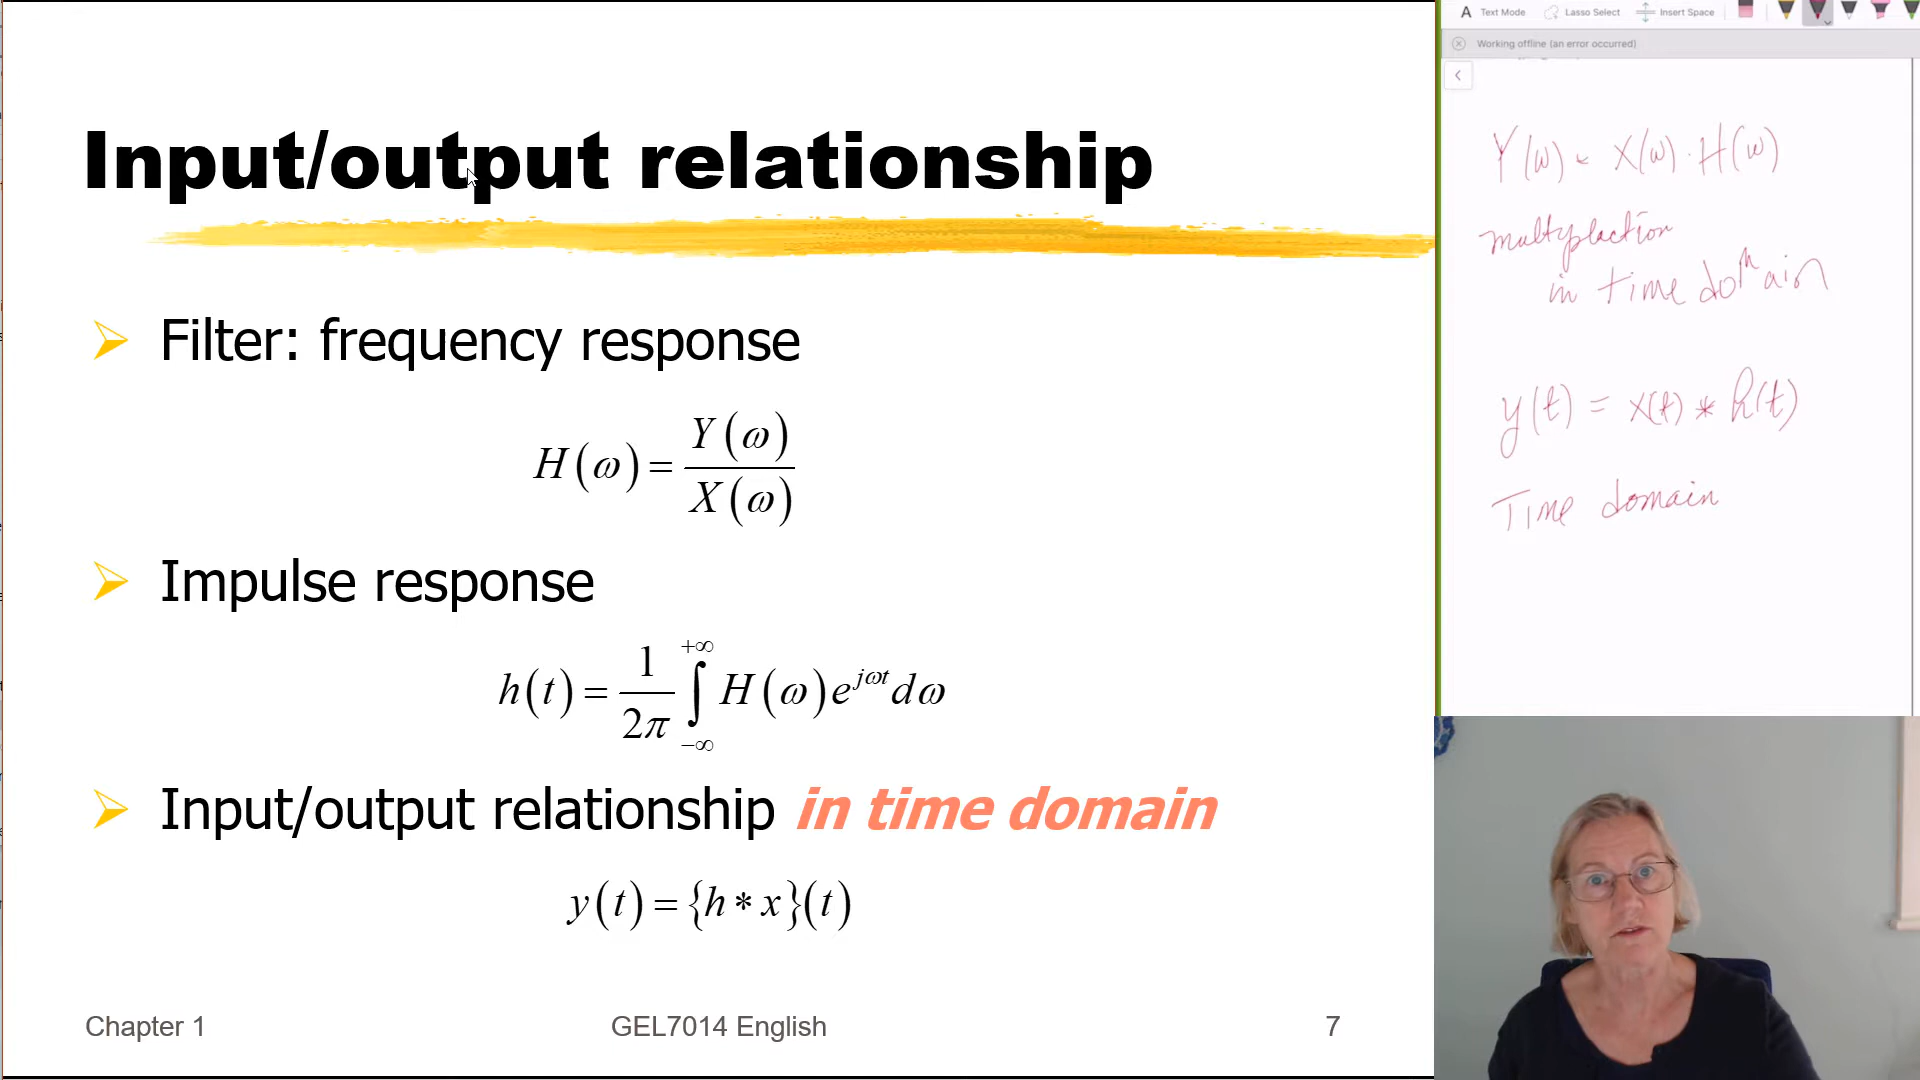 Input/output relationship
Filter: frequency response
H(ω) = Y(ω) / X(ω)
Impulse response
h(t) = 1/2π ∫_{−∞}^{+∞} H(ω)e^{jωt}dω
Input/output relationship in time domain
y(t) = {h * x}(t)
Chapter 1
GEL7014 English
7
Text Mode
Lasso Select
Insert Space
Working offline (an error occurred)
Y(ω) = X(ω) · H(ω)
multyplaction
in time domain
y(t) = x(t) * h(t)
Time domain